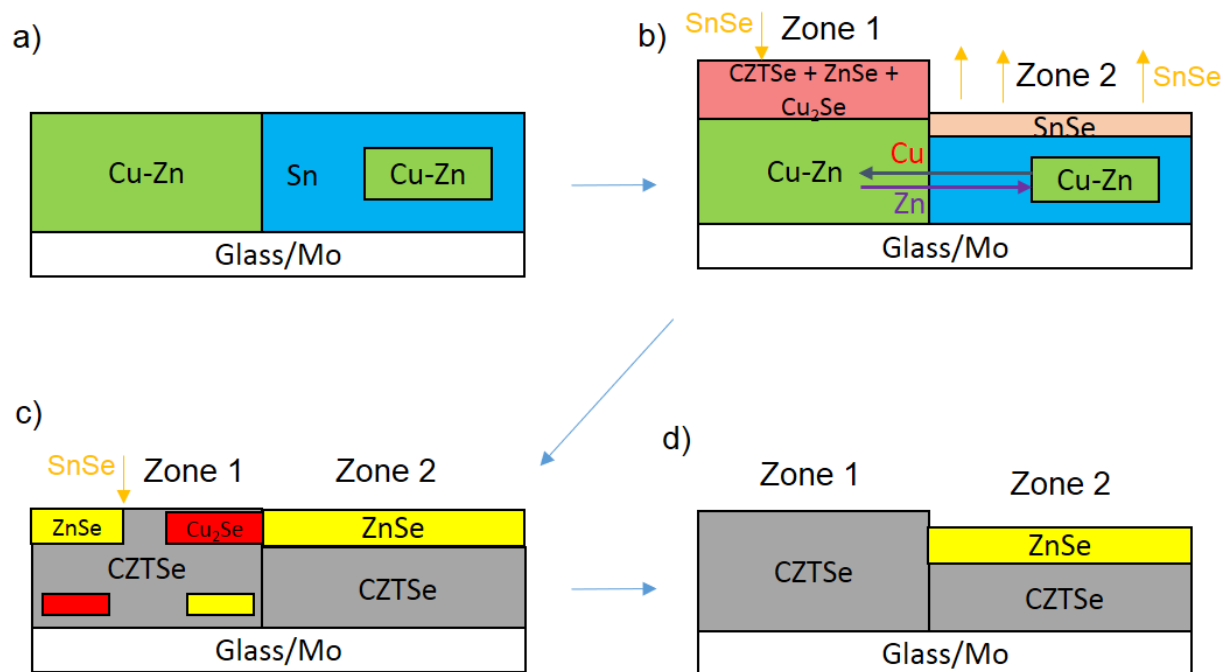 a)
Cu-Zn
Sn
Cu-Zn
Glass/Mo
b)
SnSe
Zone 1
CZTSe + ZnSe +
Cu₂Se
Zone 2
SnSe
SnSe
Cu-Zn
Cu
Zn
Cu-Zn
Glass/Mo
c)
SnSe
Zone 1
Zone 2
ZnSe
Cu₂Se
ZnSe
CZTSe
CZTSe
Glass/Mo
d)
Zone 1
Zone 2
CZTSe
ZnSe
CZTSe
Glass/Mo